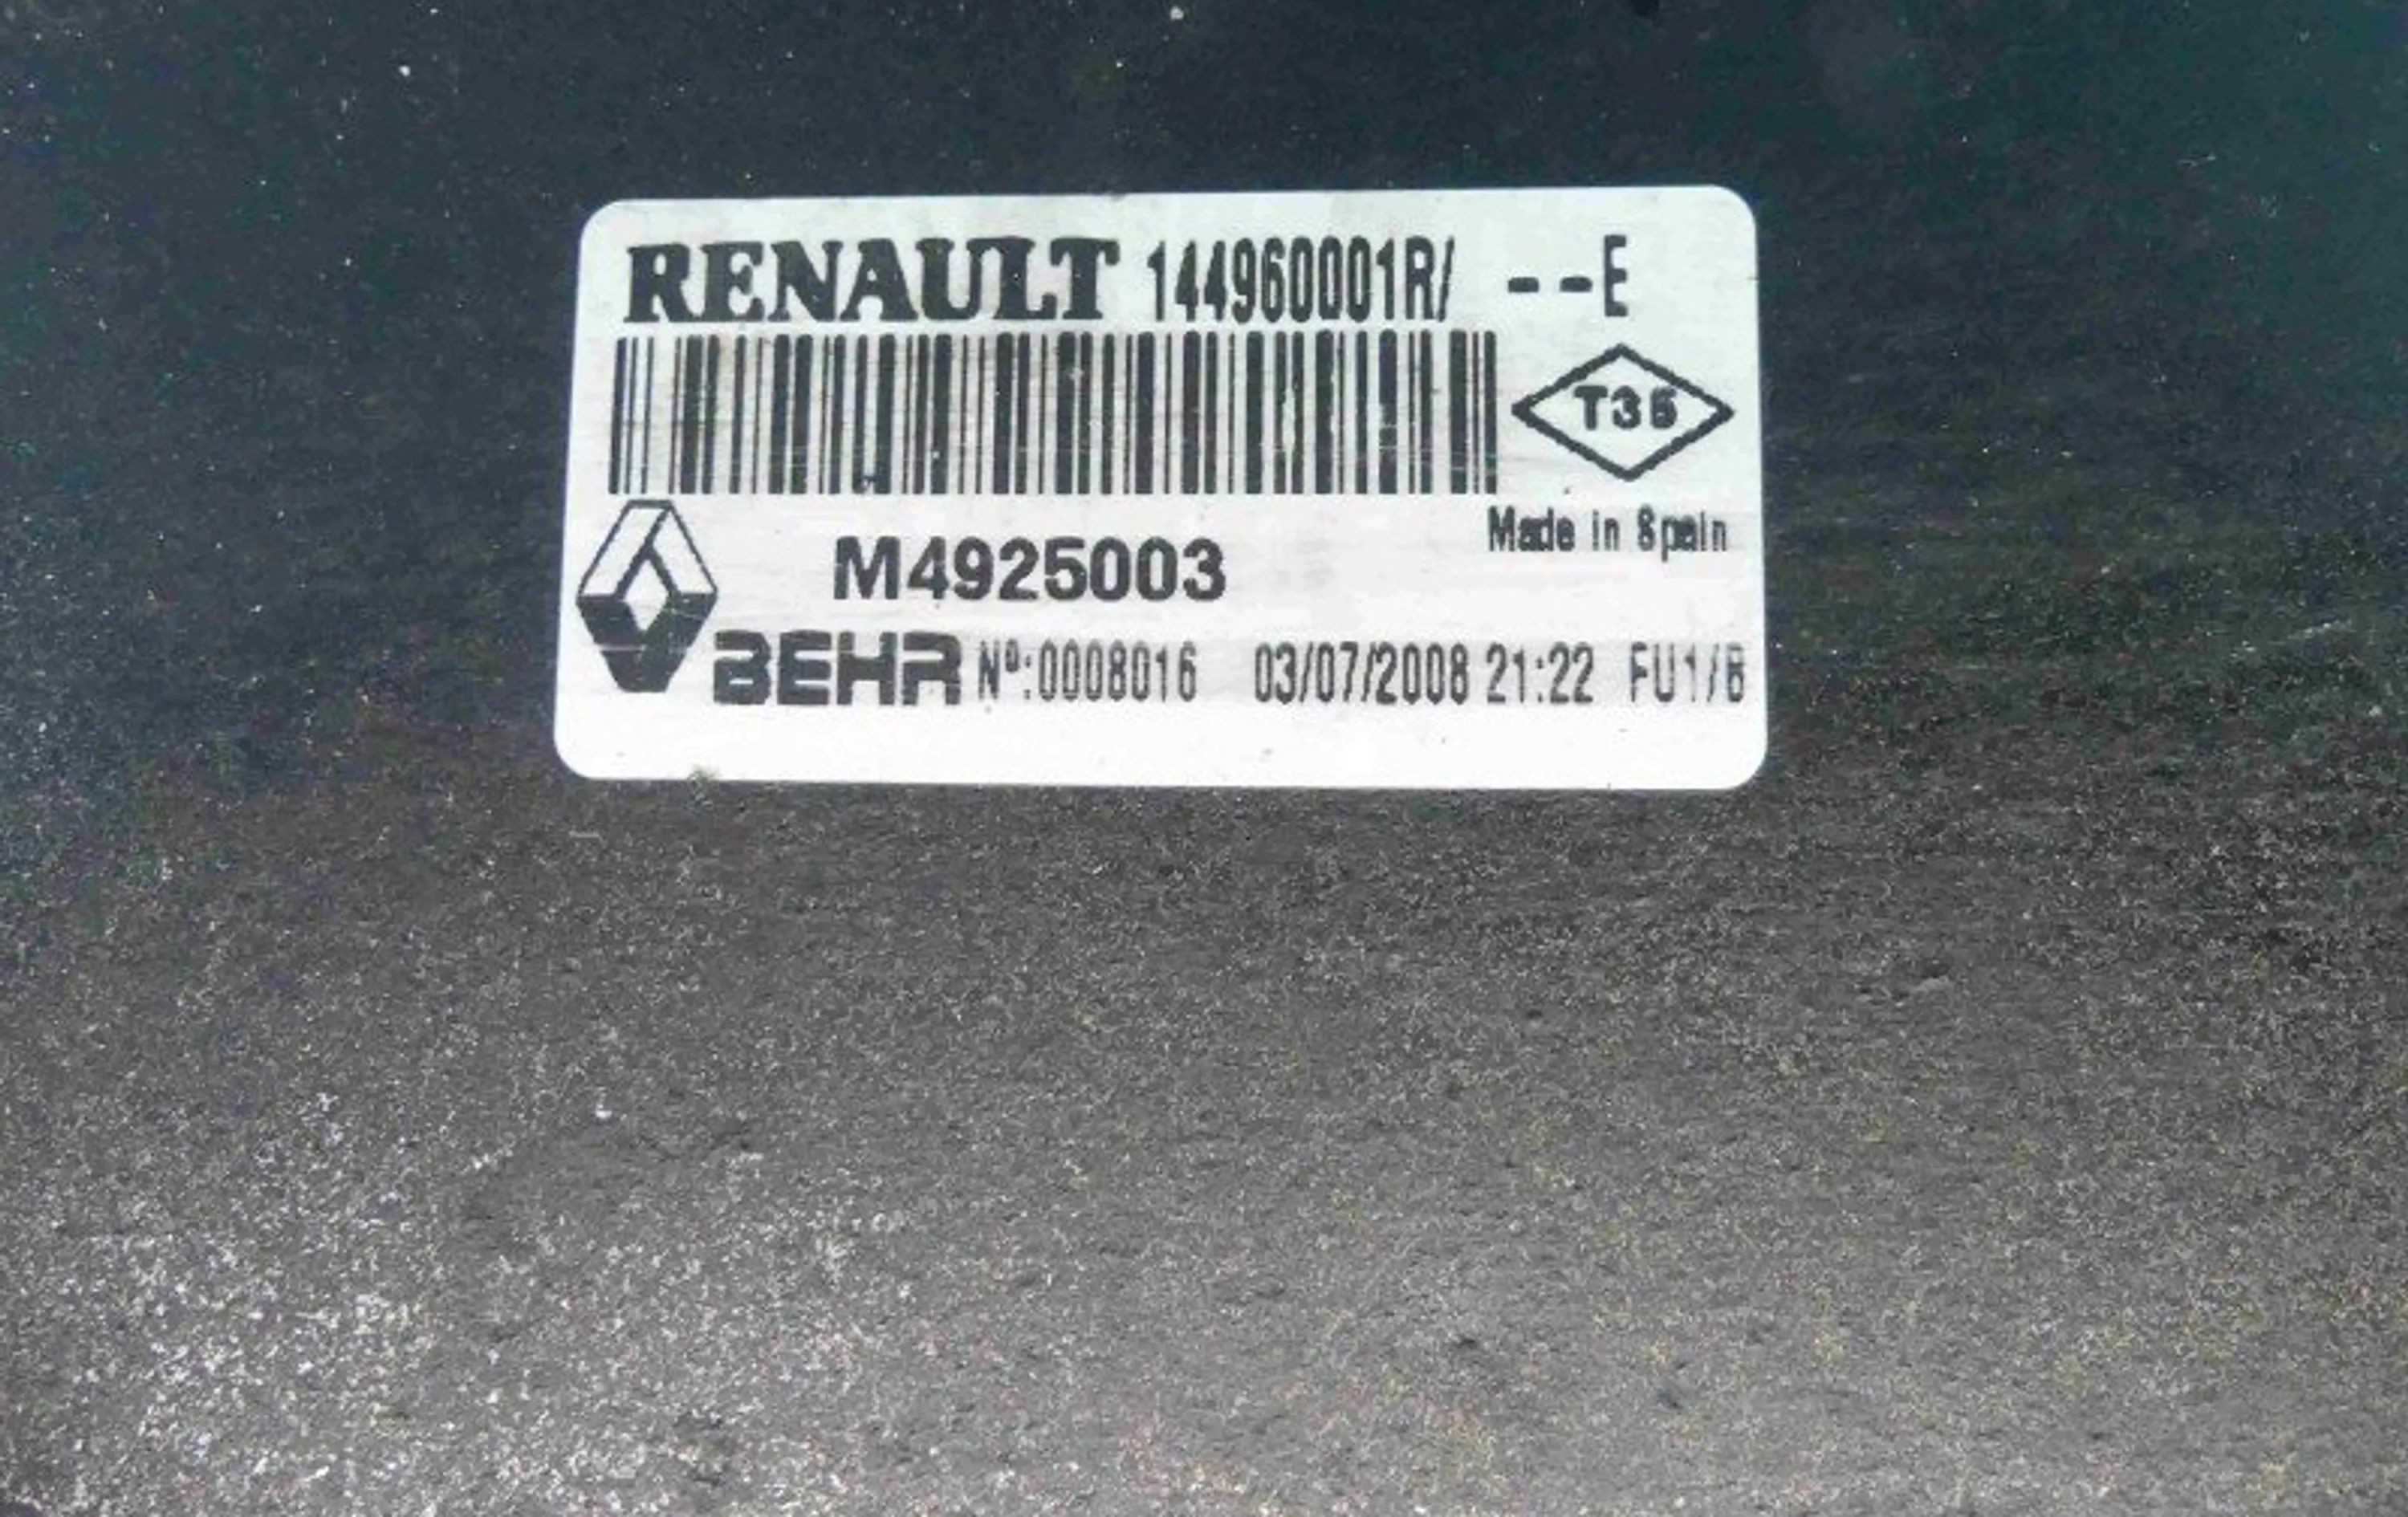 RENAULT 144960001R/ --E
T35
Made in Spain
M4925003
BEHR Nº:0008016 03/07/2008 21:22 FU1/B